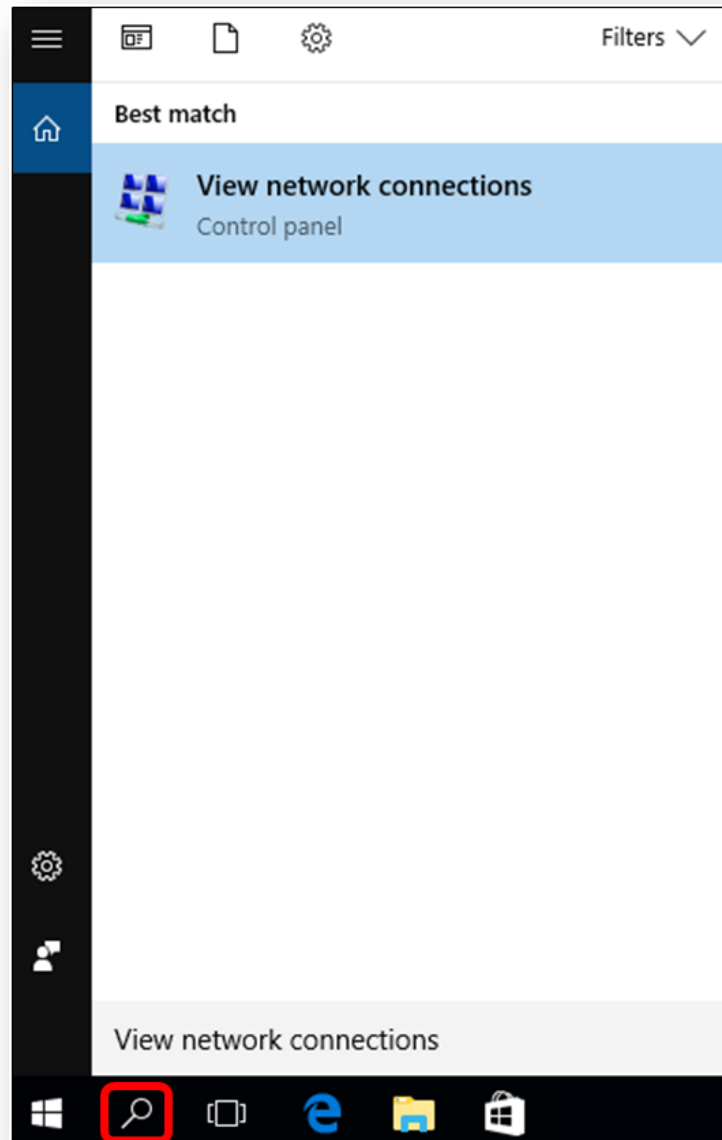 Filters
Best match
View network connections
Control panel
View network connections